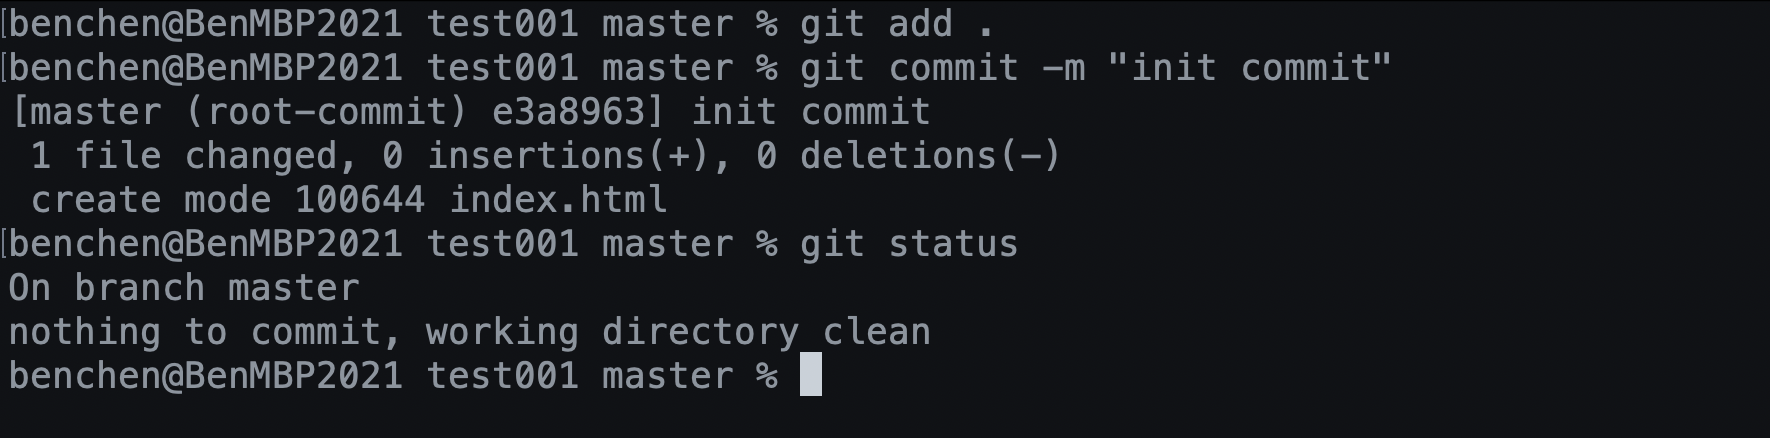 [benchen@BenMBP2021 test001 master % git add .
[benchen@BenMBP2021 test001 master % git commit -m "init commit"
[master (root-commit) e3a8963] init commit
 1 file changed, 0 insertions(+), 0 deletions(-)
 create mode 100644 index.html
[benchen@BenMBP2021 test001 master % git status
On branch master
nothing to commit, working directory clean
benchen@BenMBP2021 test001 master %